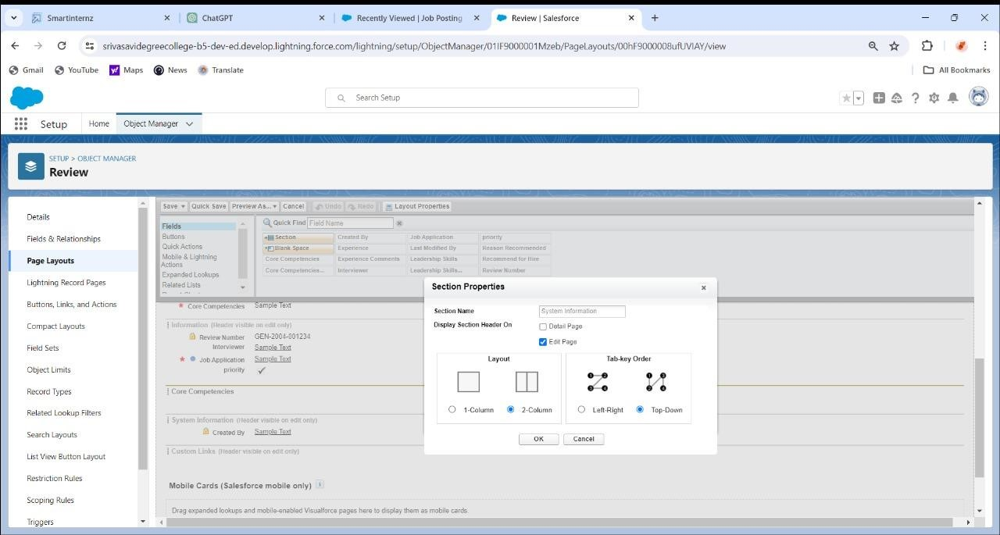 Smartinternz
ChatGPT
Recently Viewed | Job Posting
Review | Salesforce
srivasavidegreecollege-b5-dev-ed.develop.lightning.force.com/lightning/setup/ObjectManager/01IF9000001Mzeb/PageLayouts/00hF9000008ufUVIAY/view
Gmail
YouTube
Maps
News
Translate
All Bookmarks
Search Setup
Setup
Home
Object Manager
SETUP > OBJECT MANAGER
Review
Details
Fields & Relationships
Page Layouts
Lightning Record Pages
Buttons, Links, and Actions
Compact Layouts
Field Sets
Object Limits
Record Types
Related Lookup Filters
Search Layouts
List View Button Layout
Restriction Rules
Scoping Rules
Triggers
Save Quick Save Preview As... Cancel Undo Redo Layout Properties
Fields
Buttons
Quick Actions
Mobile & Lightning
Actions
Expanded Lookups
Related Lists
Quick Find Field Name
Section Created By Job Application priority
Blank Space Experience Last Modified By Reason Recommended
Core Competencies Experience Comments Leadership Skills Recommend for Hire
Core Competencies... Interviewer Leadership Skills... Review Number
* Core Competencies Sample Text
Information (Header visible on edit only)
Review Number GEN-2004-001234
Interviewer Sample Text
* Job Application Sample Text
priority
Core Competencies
System Information (Header visible on edit only)
Created By Sample Text
Custom Links (Header visible on edit only)
Mobile Cards (Salesforce mobile only) i
Drag expanded lookups and mobile-enabled Visualforce pages here to display them as mobile cards.
Section Properties
Section Name System Information
Display Section Header On Detail Page
Edit Page
Layout
1-Column 2-Column
Tab-key Order
1 2 3 4
1 3 2 4
Left-Right Top-Down
OK Cancel